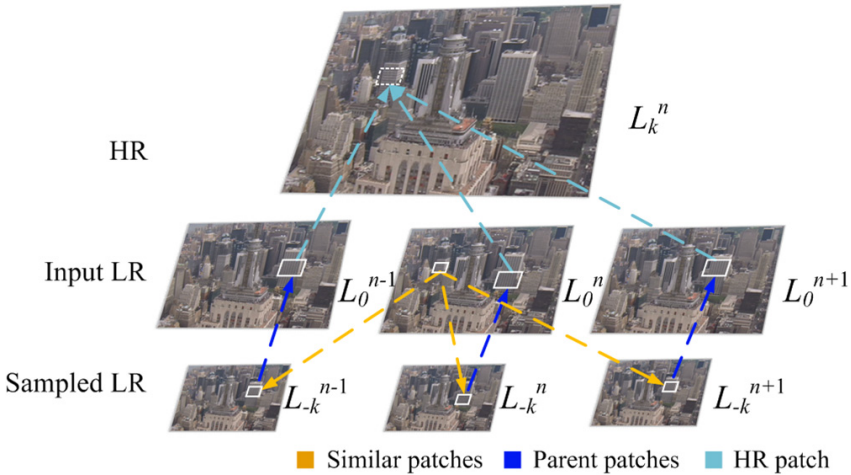 L_k^n
HR
Input LR
L_0^{n-1}
L_0^n
L_0^{n+1}
Sampled LR
L_{-k}^{n-1}
L_{-k}^n
L_{-k}^{n+1}
Similar patches Parent patches HR patch